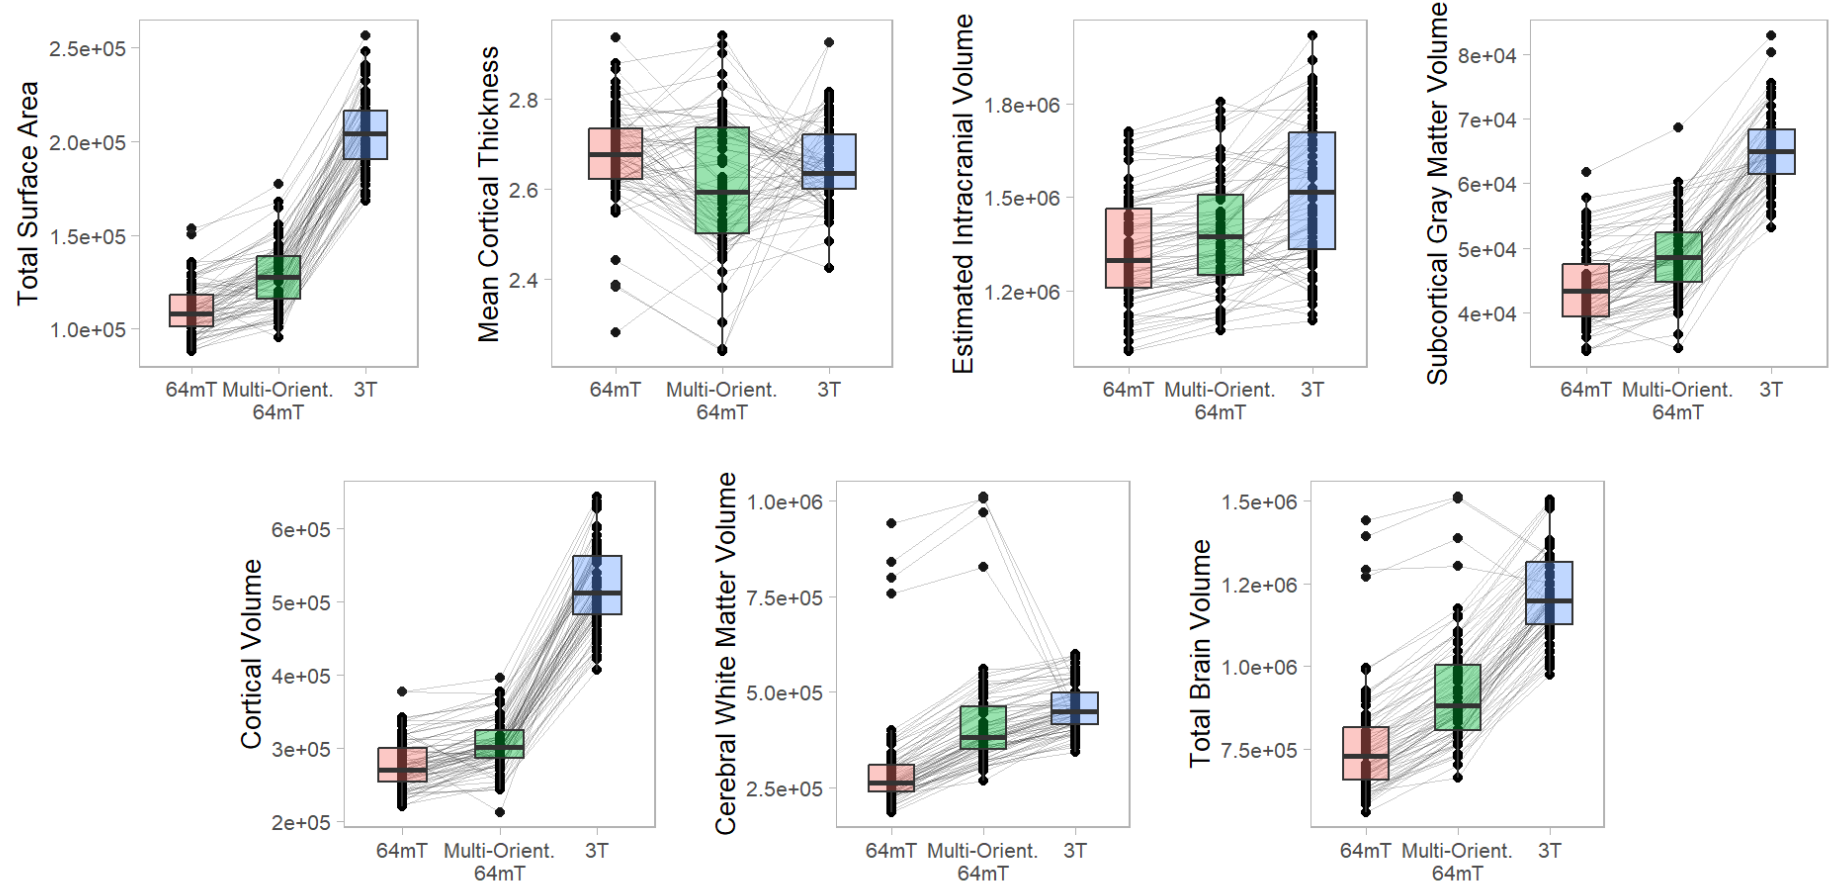 Total Surface Area
2.5e+05
2.0e+05
1.5e+05
1.0e+05
64mT Multi-Orient. 3T
64mT
Mean Cortical Thickness
2.8
2.6
2.4
64mT Multi-Orient. 3T
64mT
Estimated Intracranial Volume
1.8e+06
1.5e+06
1.2e+06
64mT Multi-Orient. 3T
64mT
Subcortical Gray Matter Volume
8e+04
7e+04
6e+04
5e+04
4e+04
64mT Multi-Orient. 3T
64mT
Cortical Volume
6e+05
5e+05
4e+05
3e+05
2e+05
64mT Multi-Orient. 3T
64mT
Cerebral White Matter Volume
1.0e+06
7.5e+05
5.0e+05
2.5e+05
64mT Multi-Orient. 3T
64mT
Total Brain Volume
1.5e+06
1.2e+06
1.0e+06
7.5e+05
64mT Multi-Orient. 3T
64mT